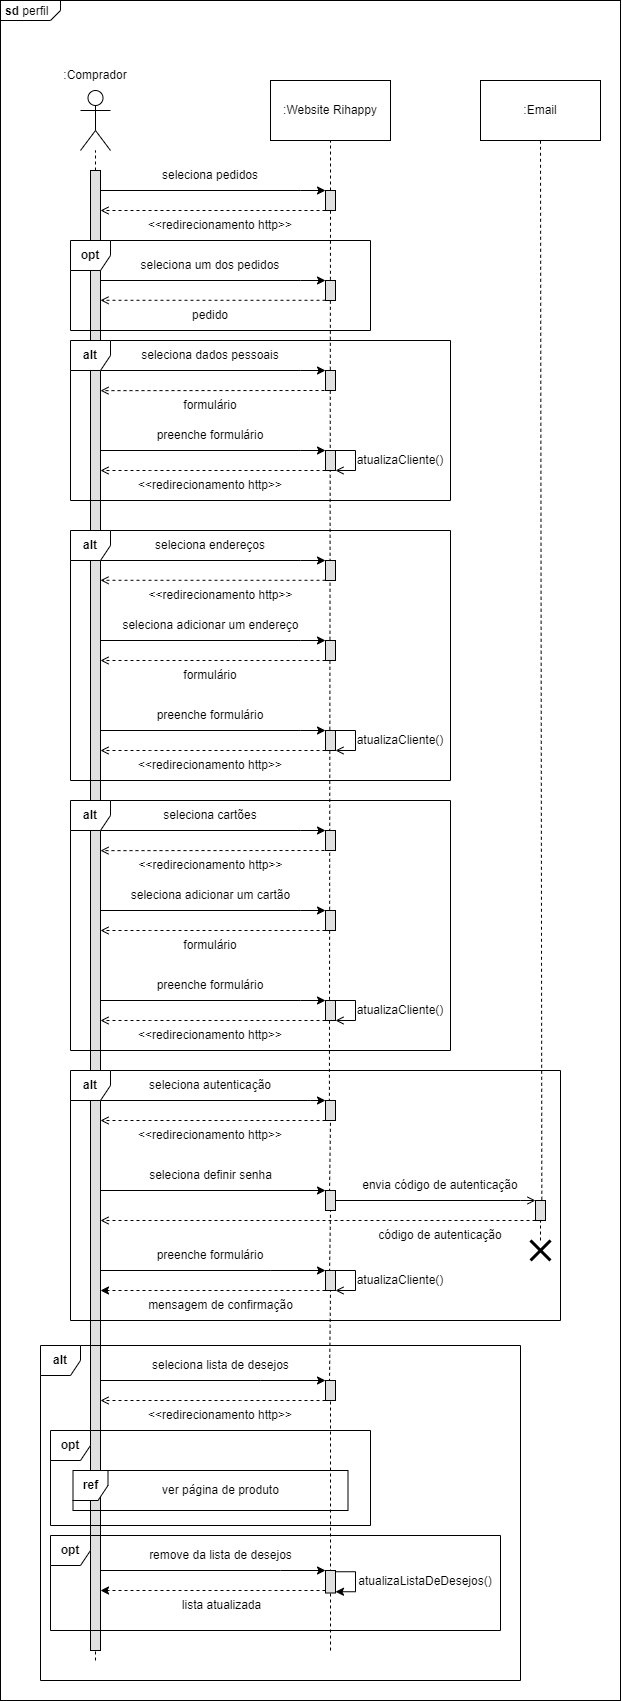 sd perfil
:Comprador
:Website Rihappy
:Email
seleciona pedidos
<<redirecionamento http>>
opt
seleciona um dos pedidos
pedido
alt
seleciona dados pessoais
formulário
preenche formulário
atualizaCliente()
<<redirecionamento http>>
alt
seleciona endereços
<<redirecionamento http>>
seleciona adicionar um endereço
formulário
preenche formulário
atualizaCliente()
<<redirecionamento http>>
alt
seleciona cartões
<<redirecionamento http>>
seleciona adicionar um cartão
formulário
preenche formulário
atualizaCliente()
<<redirecionamento http>>
alt
seleciona autenticação
<<redirecionamento http>>
seleciona definir senha
envia código de autenticação
código de autenticação
preenche formulário
atualizaCliente()
mensagem de confirmação
alt
seleciona lista de desejos
<<redirecionamento http>>
opt
ref
ver página de produto
opt
remove da lista de desejos
atualizaListaDeDesejos()
lista atualizada